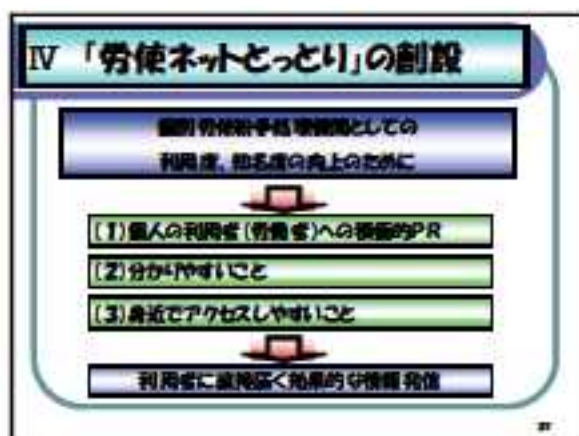 Ⅳ 「労使ネットとっとり」の創設
個別労使紛争処理機関としての
利用度、知名度の向上のために
(1)個人の利用者(労働者)への積極的PR
(2)分かりやすいこと
(3)身近でアクセスしやすいこと
利用者に直接届く効果的な情報発信